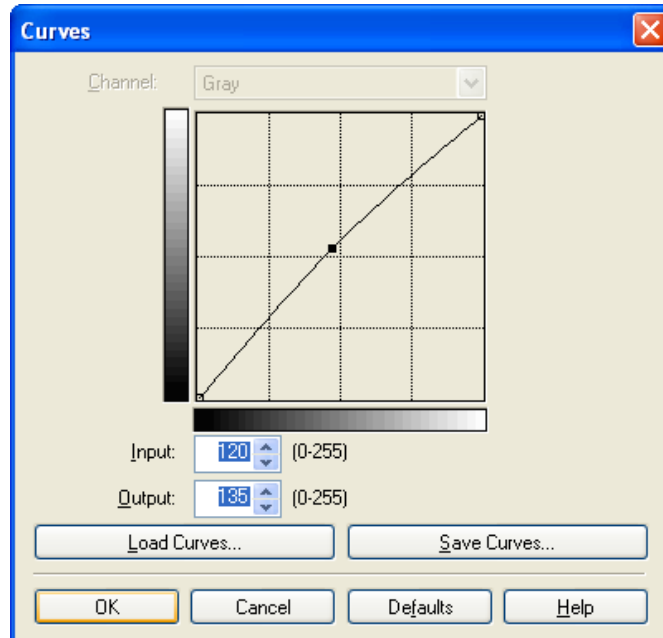 Curves
Channel: Gray
Input: 120 (0-255)
Output: 135 (0-255)
Load Curves... Save Curves...
OK Cancel Defaults Help